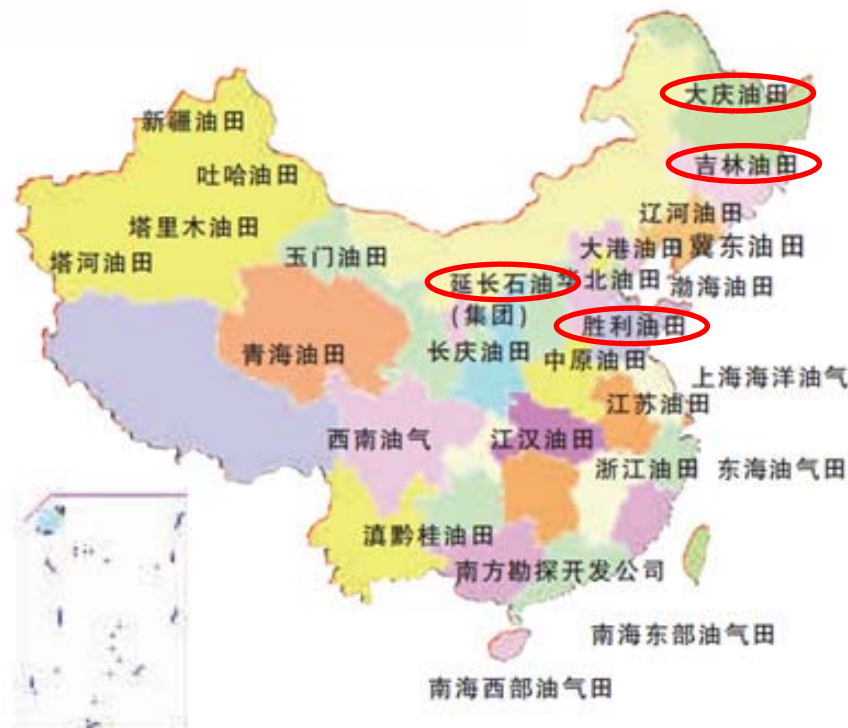 大庆油田
新疆油田
吉林油田
吐哈油田
辽河油田
塔里木油田
玉门油田
大港油田
冀东油田
塔河油田
延长石油
华北油田
渤海油田
(集团)
胜利油田
青海油田
长庆油田
中原油田
上海海洋油气
江苏油田
西南油气
江汉油田
浙江油田
东海油气田
滇黔桂油田
南方勘探开发公司
南海东部油气田
南海西部油气田